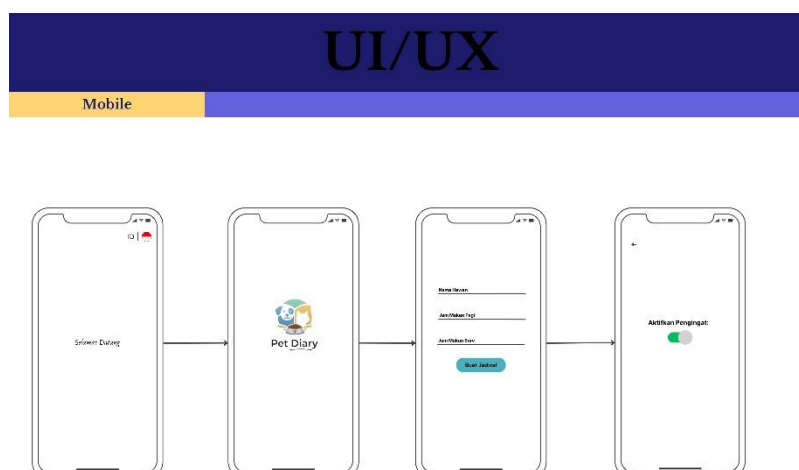 UI/UX
Mobile
ID |
Selamat Datang
Pet Diary
Nama Hewan
Jam Makan Pagi
Jam Makan Sore
Buat Jadwal
Aktifkan Pengingat: